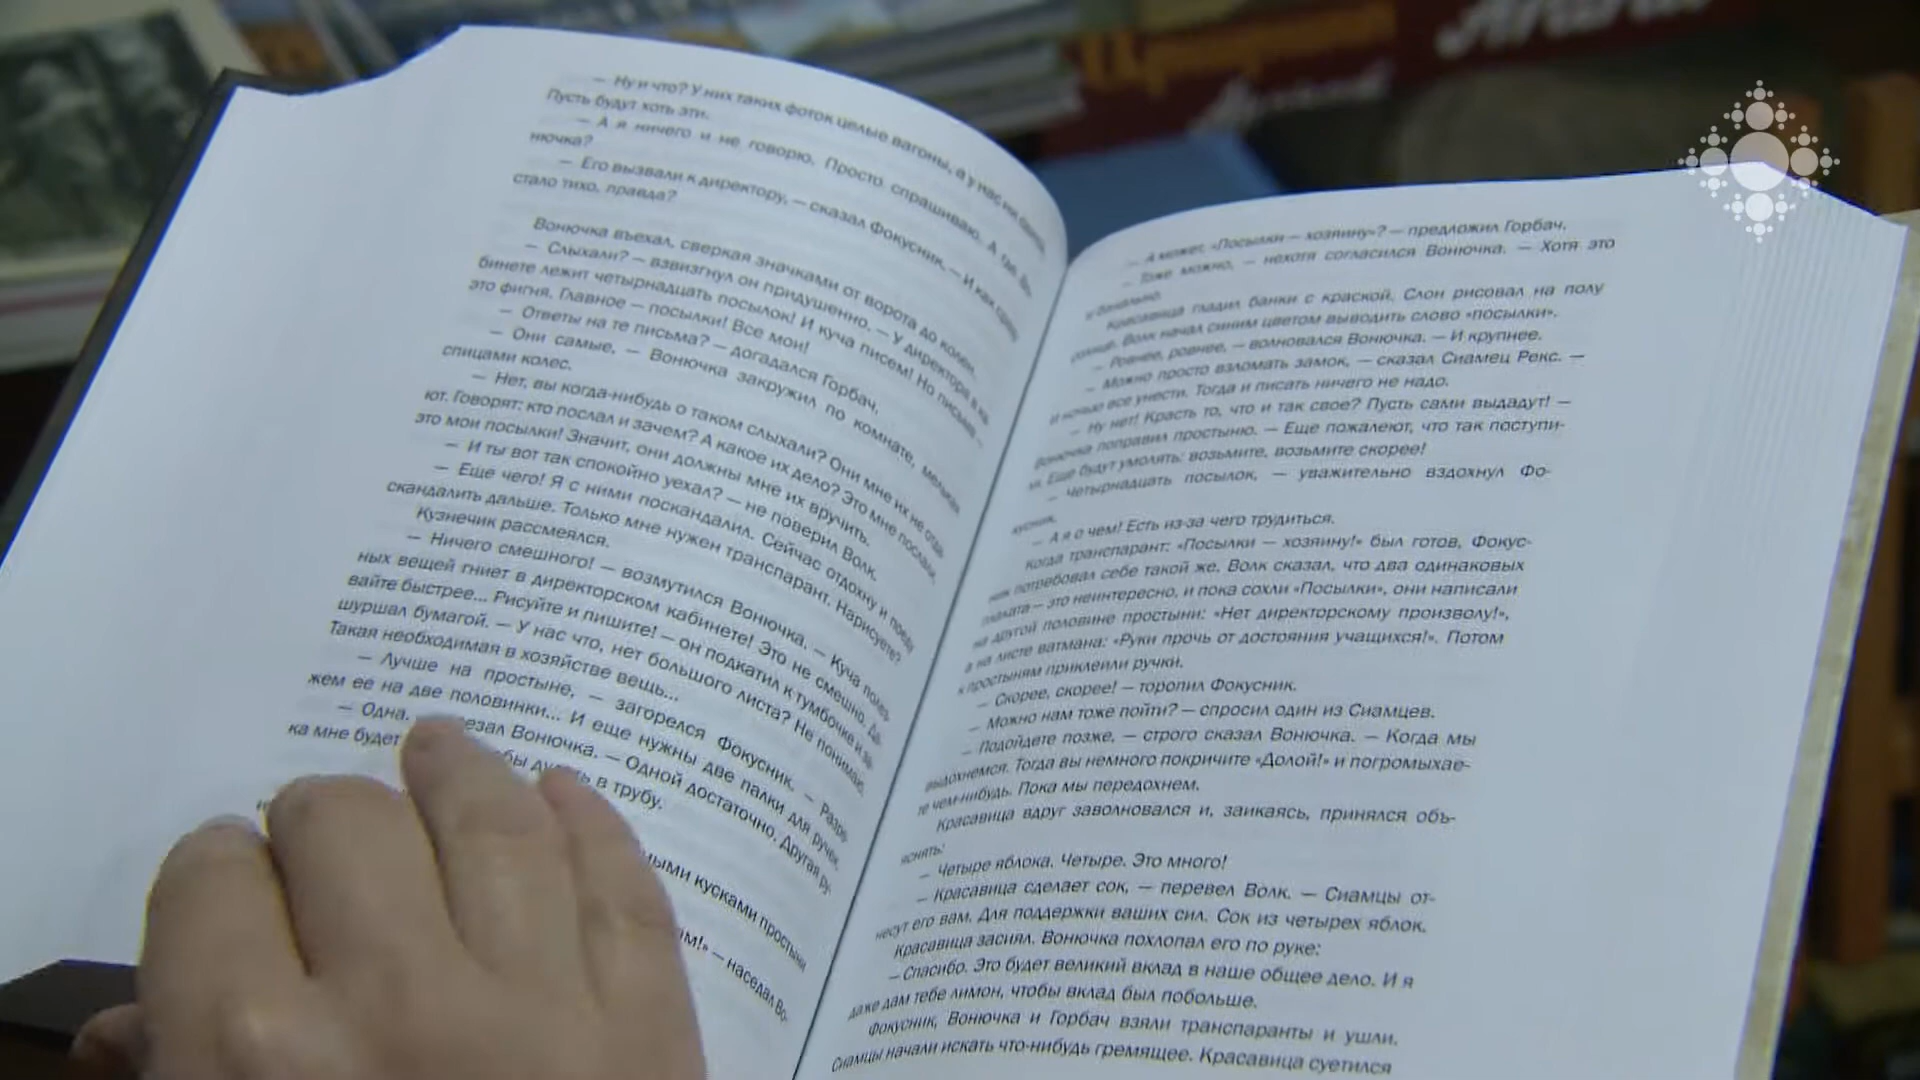 — Ну и что? У них таких фоток целые вагоны, а у нас ни одной.
Пусть будут хоть эти.
— А я ничего и не говорю. Просто спрашиваю. А где Во-
нючка?
— Его вызвали к директору, — сказал Фокусник. — И как сразу
стало тихо, правда?
Вонючка въехал, сверкая значками от ворота до колен.
— Слыхали? — взвизгнул он придушенно. — У директора в ка-
бинете лежит четырнадцать посылок! И куча писем! Но письма —
это фигня. Главное — посылки! Все мои!
— Ответы на те письма? — догадался Горбач.
— Они самые, — Вонючка закружил по комнате, мелькая
спицами колес.
— Нет, вы когда-нибудь о таком слыхали? Они мне их не отда-
ют. Говорят: кто послал и зачем? А какое их дело? Это мне послали,
это мои посылки! Значит, они должны мне их вручить.
— И ты вот так спокойно уехал? — не поверил Волк.
— Еще чего! Я с ними поскандалил. Сейчас отдохну и поеду
скандалить дальше. Только мне нужен транспарант. Нарисуете?
Кузнечик рассмеялся.
— Ничего смешного! — возмутился Вонючка. — Куча полез-
ных вещей гниет в директорском кабинете! Это не смешно. Да-
вайте быстрее... Рисуйте и пишите! — он подкатил к тумбочке и за-
шуршал бумагой. — У нас что, нет большого листа? Не понимаю,
Такая необходимая в хозяйстве вещь...
— Лучше на простыне, — загорелся Фокусник. — Разре-
жем ее на две половинки... И еще нужны две палки для ручек.
— Одна, Вонючка. — Одной достаточно. Другая ру-
ка мне будет в трубу.
кусками простыни
— наседал Во-
— А может, «Посылки — хозяину»? — предложил Горбач.
— Тоже можно, — нехотя согласился Вонючка. — Хотя это
и банально.
Красавица гладил банки с краской. Слон рисовал на полу
солнце. Волк начал синим цветом выводить слово «посылки».
— Ровнее, ровнее, — волновался Вонючка. — И крупнее.
— Можно просто взломать замок, — сказал Сиамец Рекс. —
И ночью все унести. Тогда и писать ничего не надо.
— Ну нет! Красть то, что и так свое? Пусть сами выдадут! —
Вонючка поправил простыню. — Еще пожалеют, что так поступи-
ли. Еще будут умолять: возьмите, возьмите скорее!
— Четырнадцать посылок, — уважительно вздохнул Фо-
кусник.
— А я о чем! Есть из-за чего трудиться.
Когда транспарант: «Посылки — хозяину!» был готов, Фокус-
ник потребовал себе такой же. Волк сказал, что два одинаковых
плаката — это неинтересно, и пока сохли «Посылки», они написали
на другой половине простыни: «Нет директорскому произволу!»,
а на листе ватмана: «Руки прочь от достояния учащихся!». Потом
к простыням приклеили ручки.
— Скорее, скорее! — торопил Фокусник.
— Можно нам тоже пойти? — спросил один из Сиамцев.
— Подойдете позже, — строго сказал Вонючка. — Когда мы
выдохнемся. Тогда вы немного покричите «Долой!» и погромыхае-
те чем-нибудь. Пока мы передохнем.
Красавица вдруг заволновался и, заикаясь, принялся объ-
яснять:
— Четыре яблока. Четыре. Это много!
— Красавица сделает сок, — перевел Волк. — Сиамцы от-
несут его вам. Для поддержки ваших сил. Сок из четырех яблок.
Красавица засиял. Вонючка похлопал его по руке:
— Спасибо. Это будет великий вклад в наше общее дело. И я
даже дам тебе лимон, чтобы вклад был побольше.
Фокусник, Вонючка и Горбач взяли транспаранты и ушли.
Сиамцы начали искать что-нибудь гремящее. Красавица суетился